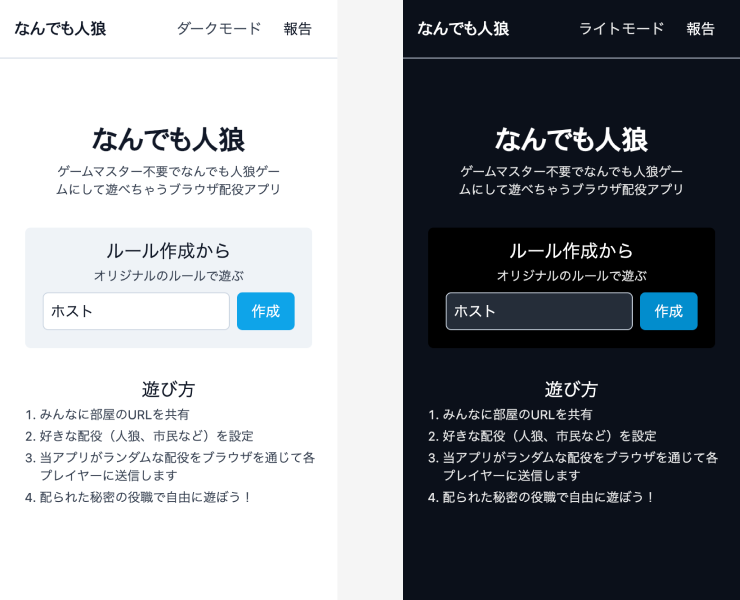 なんでも人狼 ダークモード 報告
なんでも人狼
ゲームマスター不要でなんでも人狼ゲー
ムにして遊べちゃうブラウザ配役アプリ
ルール作成から
オリジナルのルールで遊ぶ
ホスト 作成
遊び方
1. みんなに部屋のURLを共有
2. 好きな配役（人狼、市民など）を設定
3. 当アプリがランダムな配役をブラウザを通じて各
プレイヤーに送信します
4. 配られた秘密の役職で自由に遊ぼう！
なんでも人狼 ライトモード 報告
なんでも人狼
ゲームマスター不要でなんでも人狼ゲー
ムにして遊べちゃうブラウザ配役アプリ
ルール作成から
オリジナルのルールで遊ぶ
ホスト 作成
遊び方
1. みんなに部屋のURLを共有
2. 好きな配役（人狼、市民など）を設定
3. 当アプリがランダムな配役をブラウザを通じて各
プレイヤーに送信します
4. 配られた秘密の役職で自由に遊ぼう！